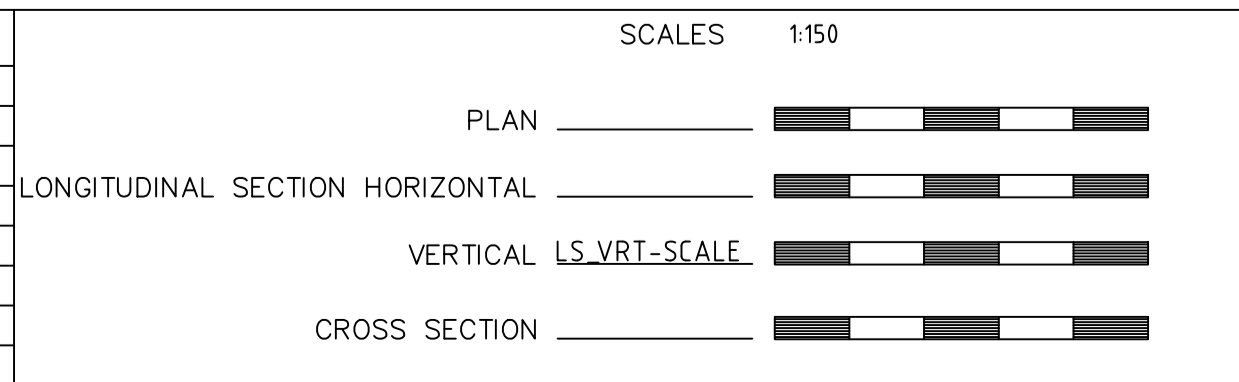 SCALES 1:150
PLAN
LONGITUDINAL SECTION HORIZONTAL
VERTICAL LS_VRT-SCALE
CROSS SECTION